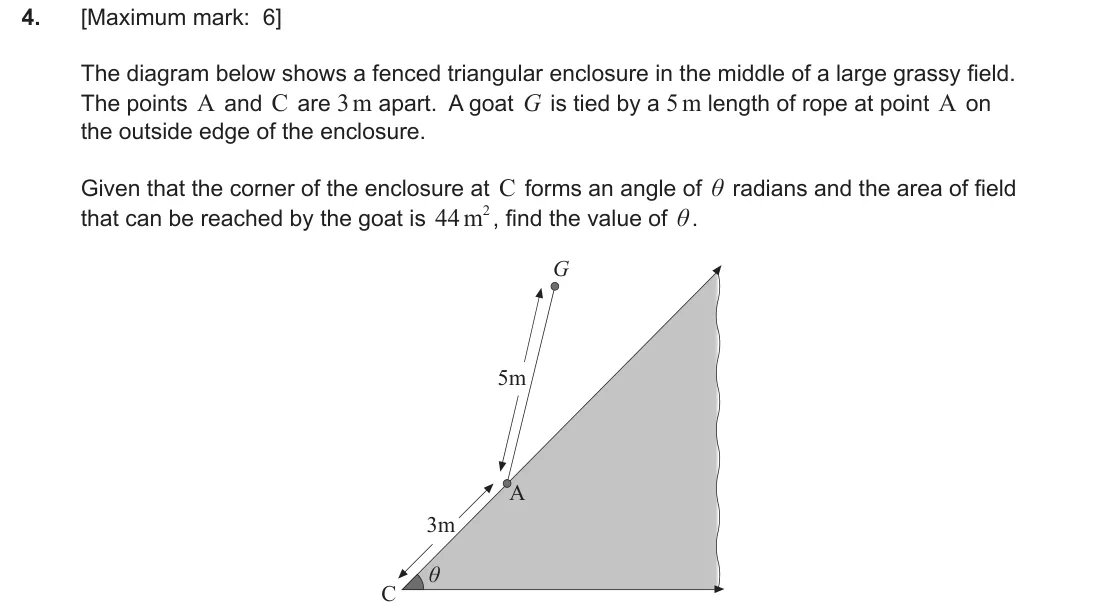 4. [Maximum mark: 6]
The diagram below shows a fenced triangular enclosure in the middle of a large grassy field.
The points A and C are 3 m apart. A goat G is tied by a 5 m length of rope at point A on
the outside edge of the enclosure.
Given that the corner of the enclosure at C forms an angle of θ radians and the area of field
that can be reached by the goat is 44 m², find the value of θ.
G
5m
A
3m
θ
C